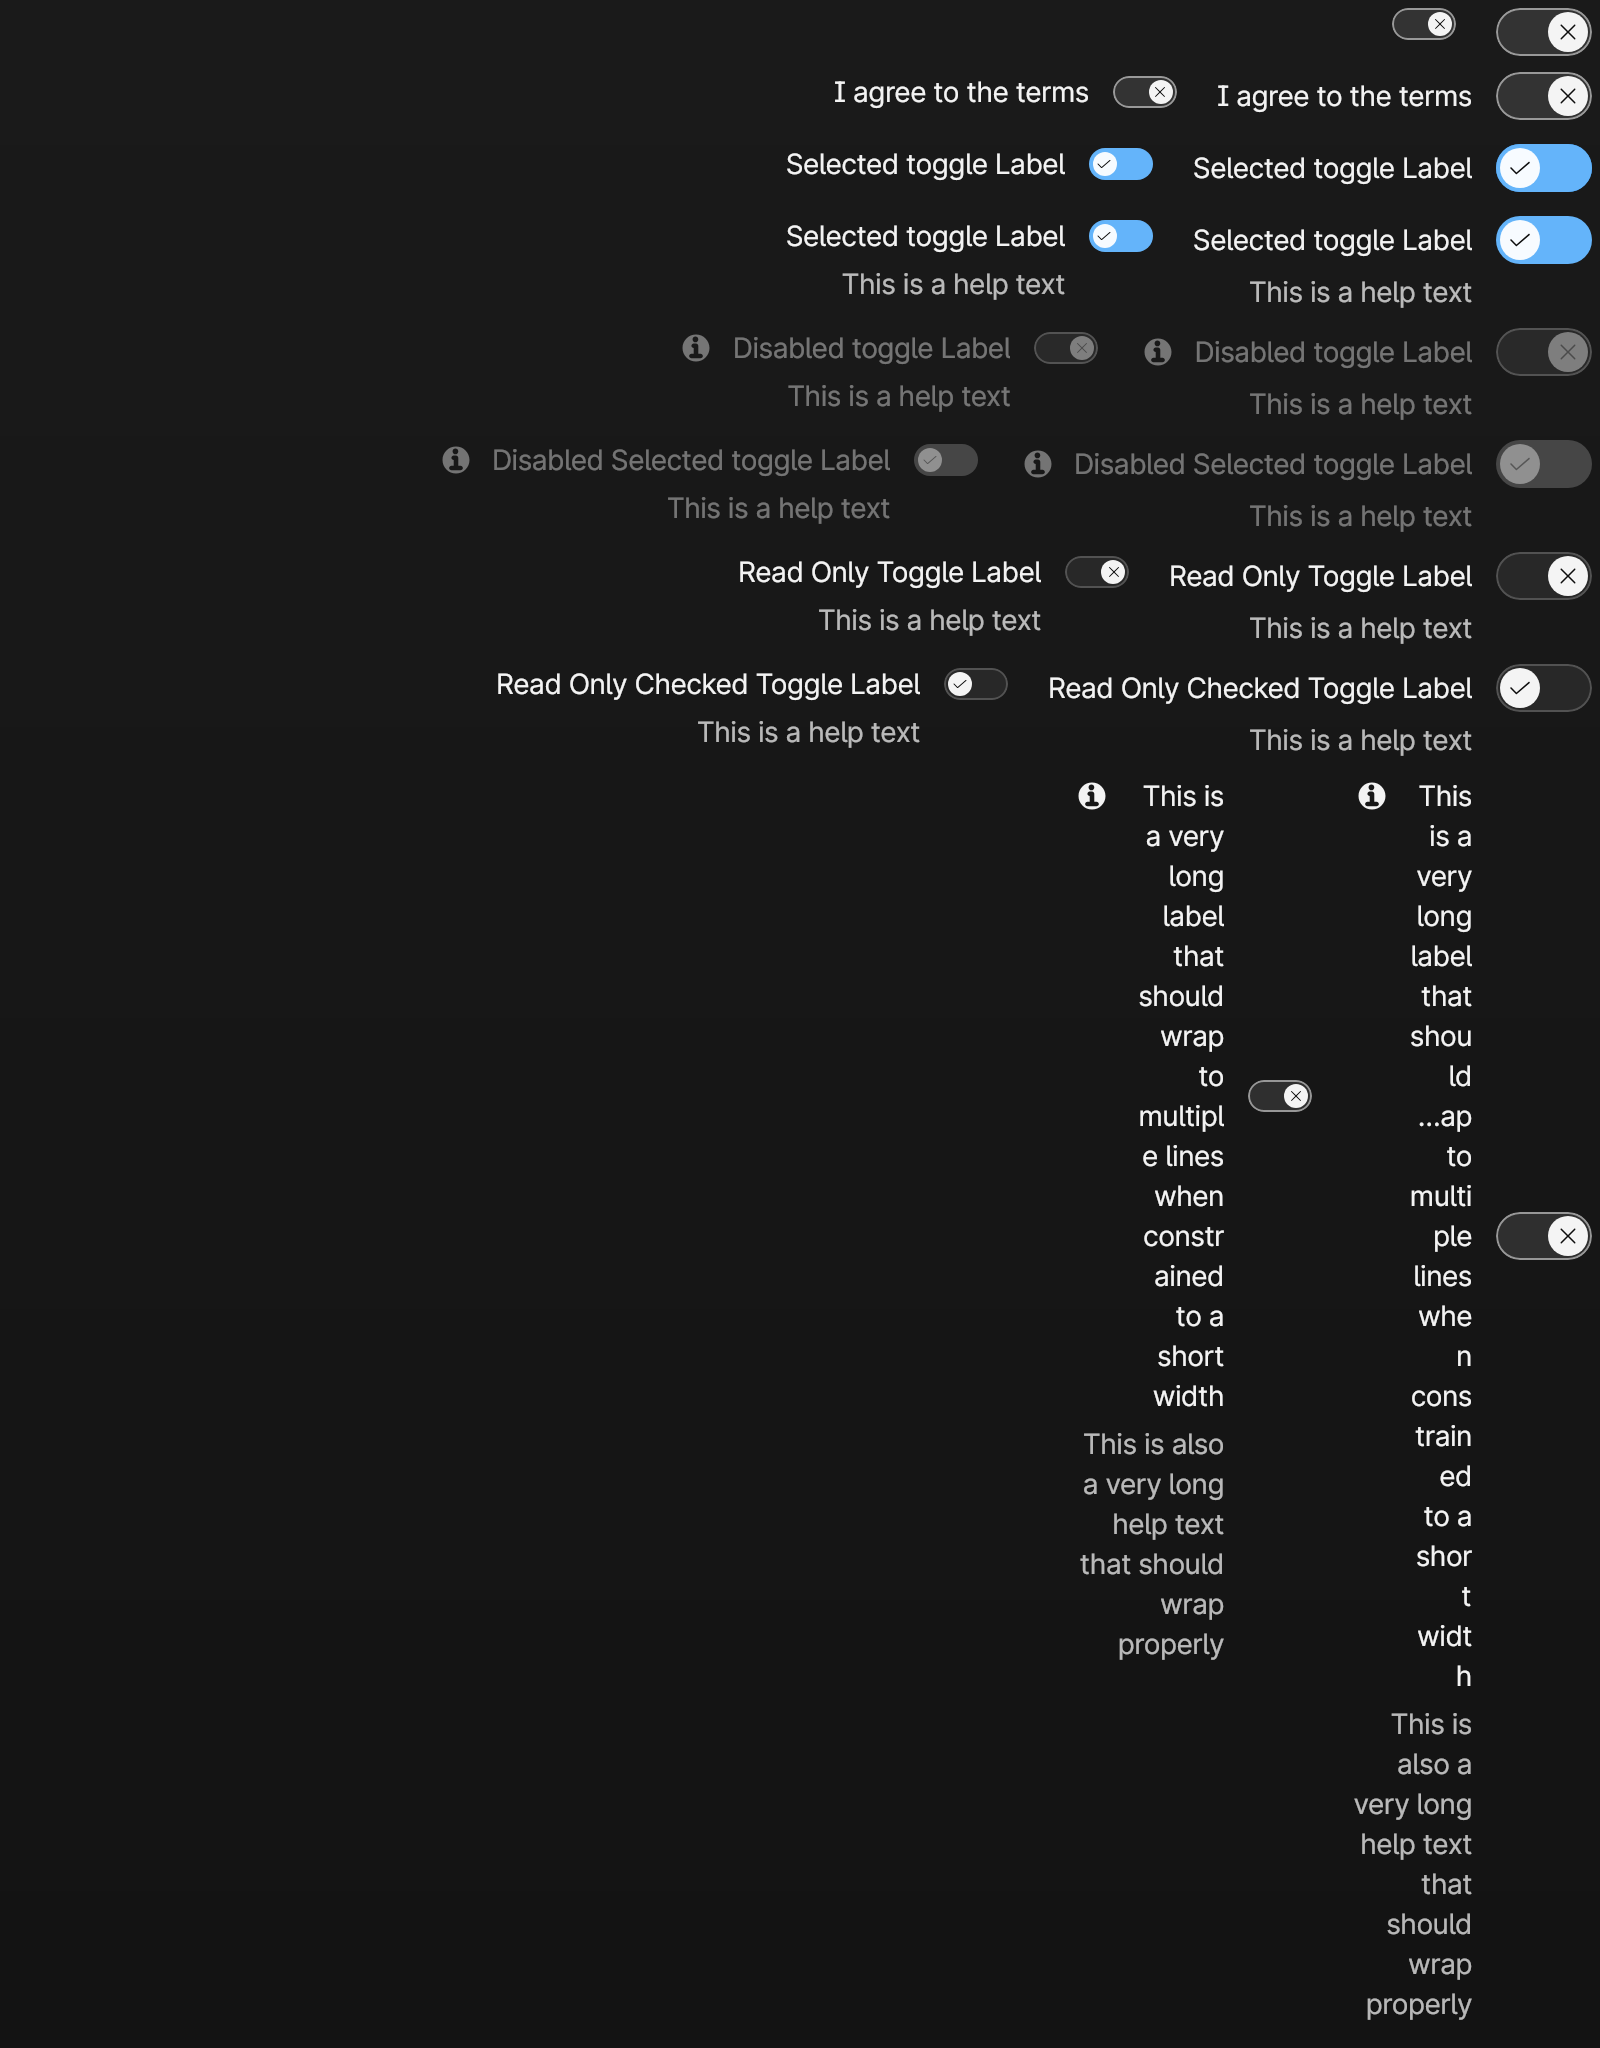 I agree to the terms
I agree to the terms
Selected toggle Label
Selected toggle Label
Selected toggle Label
This is a help text
Selected toggle Label
This is a help text
Disabled toggle Label
This is a help text
Disabled toggle Label
This is a help text
Disabled Selected toggle Label
This is a help text
Disabled Selected toggle Label
This is a help text
Read Only Toggle Label
This is a help text
Read Only Toggle Label
This is a help text
Read Only Checked Toggle Label
This is a help text
Read Only Checked Toggle Label
This is a help text
This is
a very
long
label
that
should
wrap
to
multipl
e lines
when
constr
ained
to a
short
width
This is also
a very long
help text
that should
wrap
properly
This
is a
very
long
label
that
shou
ld
...ap
to
multi
ple
lines
whe
n
cons
train
ed
to a
shor
t
widt
h
This is
also a
very long
help text
that
should
wrap
properly